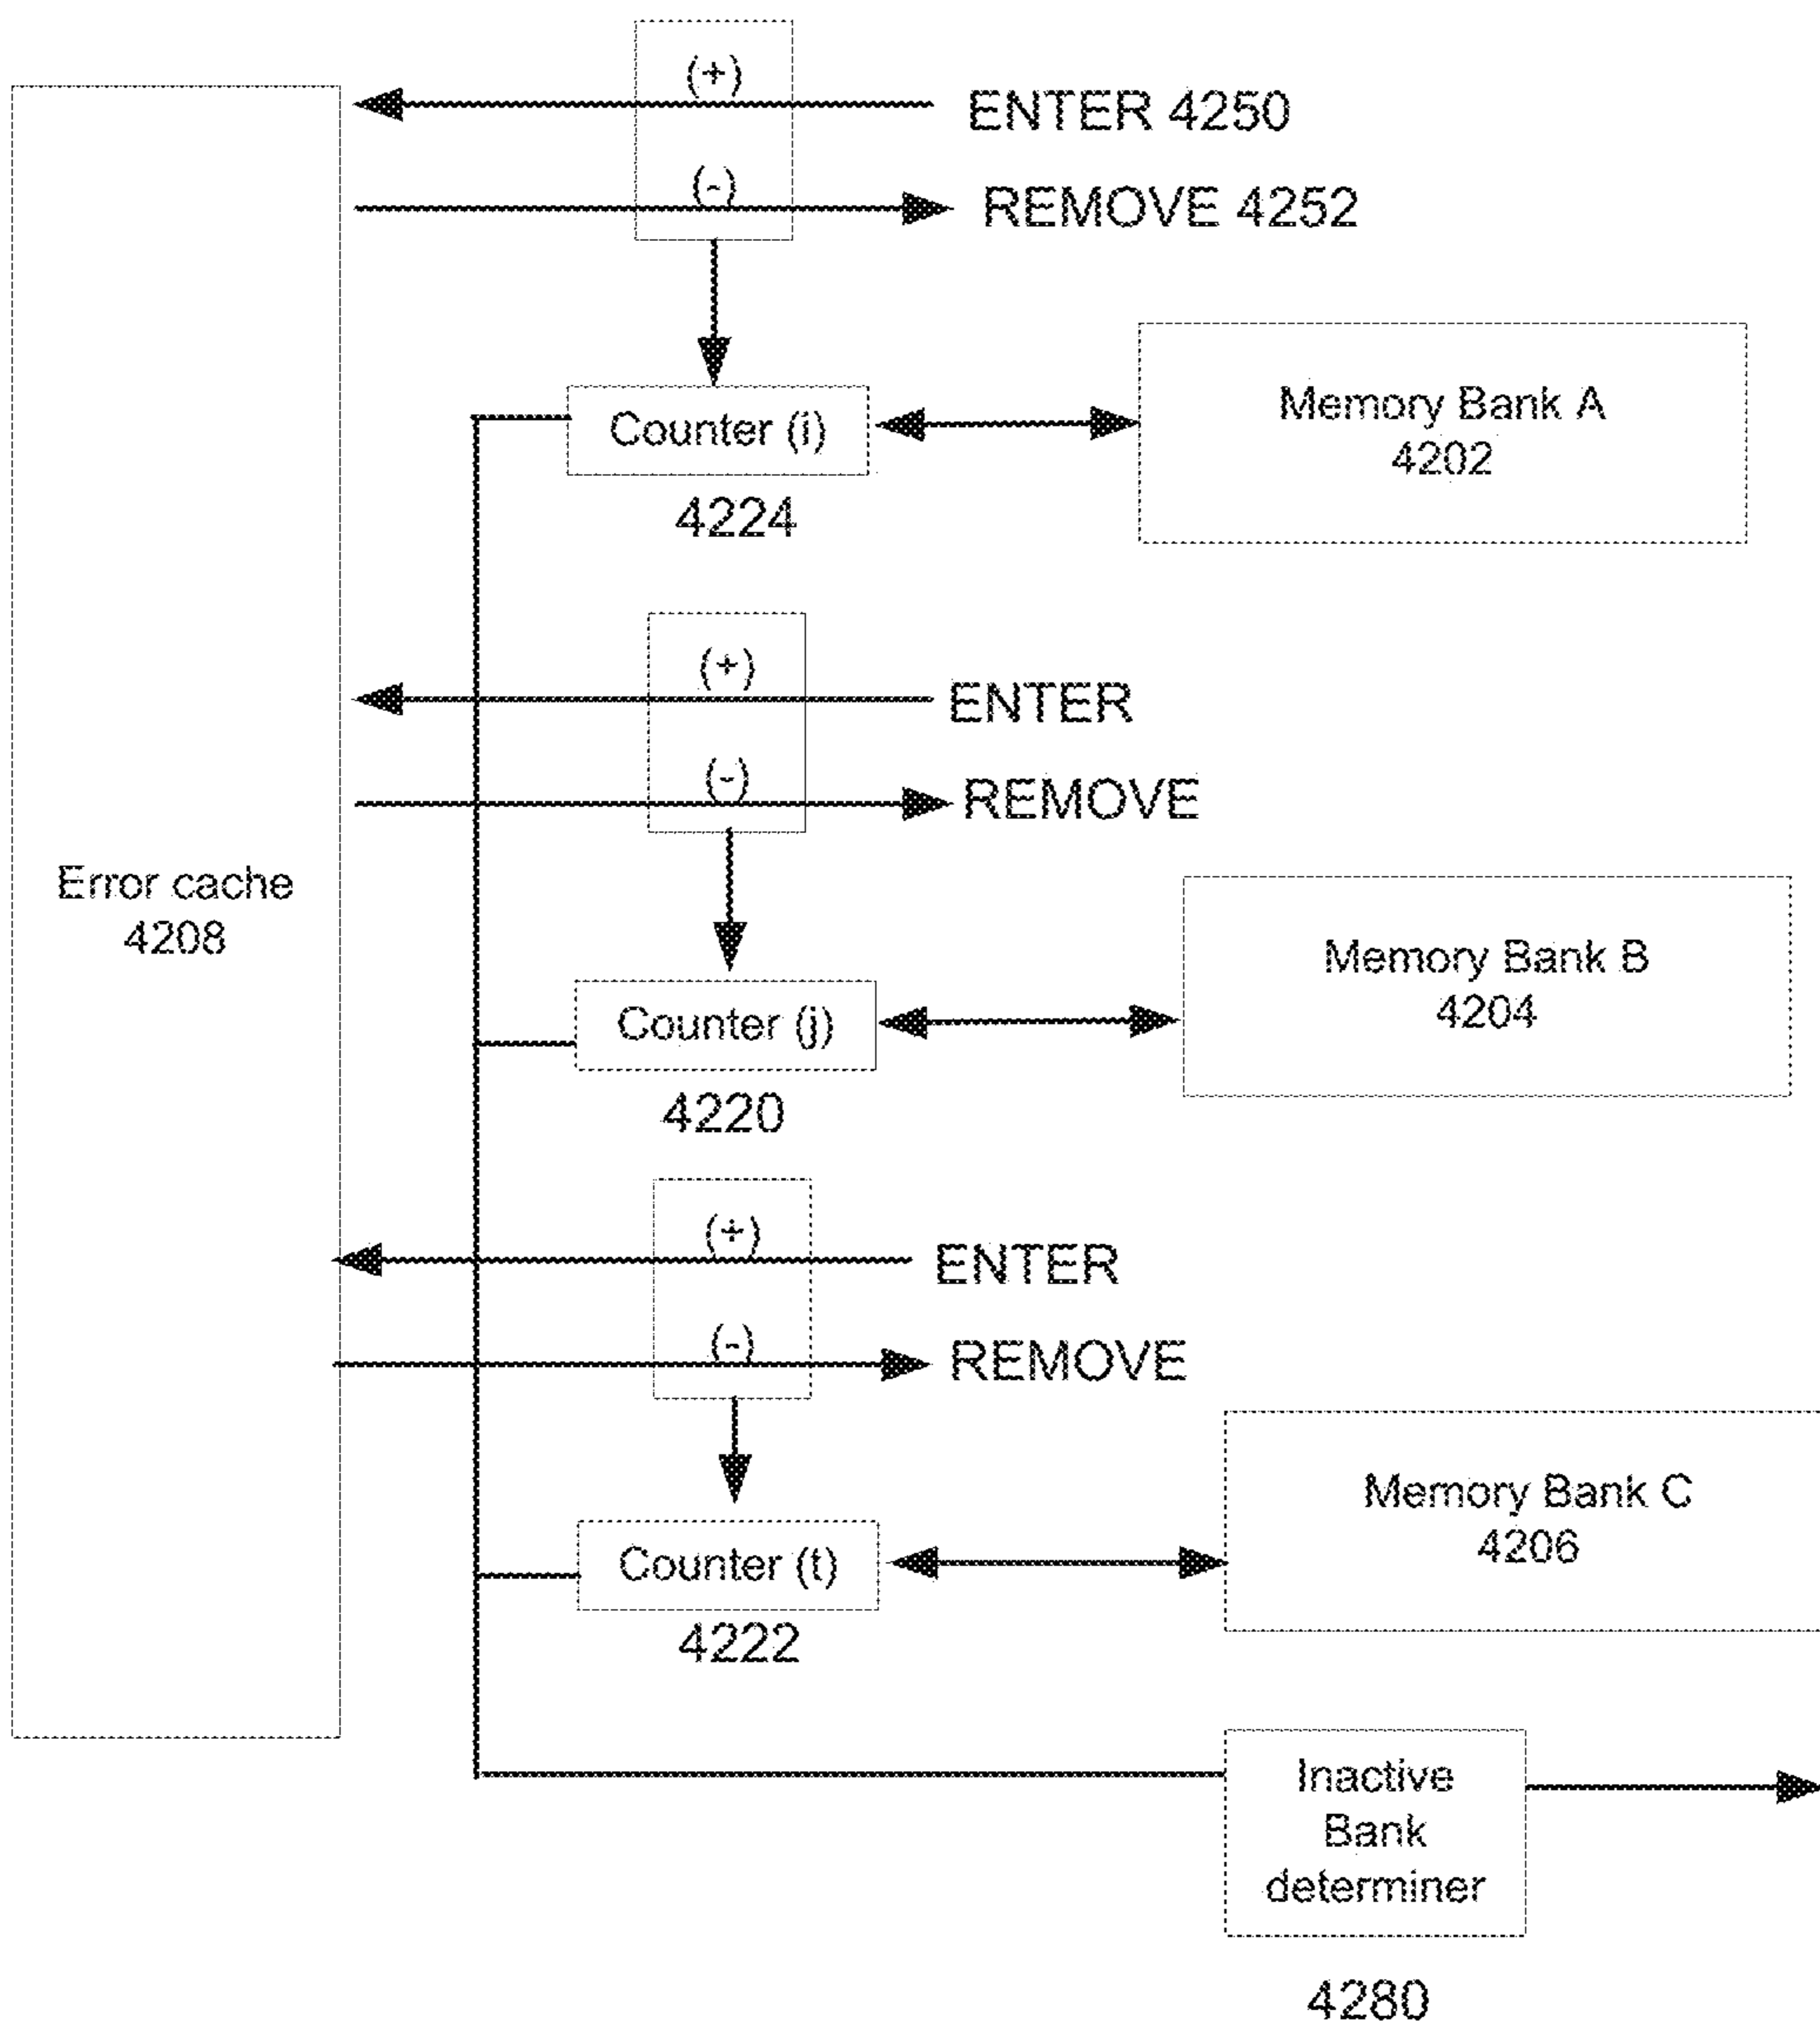 (+)
ENTER 4250
(-)
REMOVE 4252
Counter (i)
4224
Memory Bank A
4202
(+)
ENTER
(-)
REMOVE
Error cache
4208
Counter (j)
4220
Memory Bank B
4204
(+)
ENTER
(-)
REMOVE
Counter (t)
4222
Memory Bank C
4206
Inactive
Bank
determiner
4280